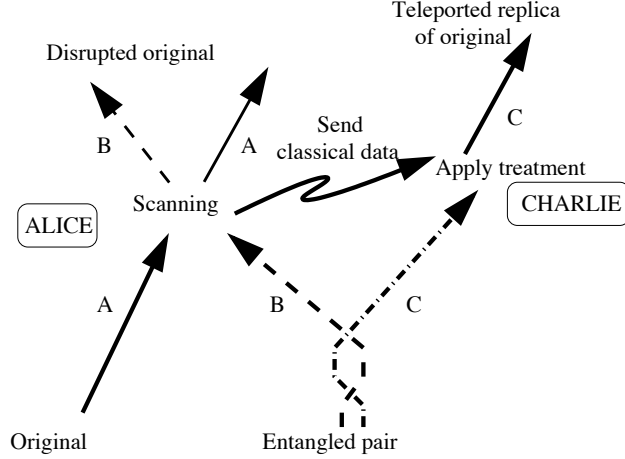 Teleported replica
of original
Disrupted original
C
Send
classical data
B
A
Apply treatment
Scanning
CHARLIE
ALICE
A
B
C
Original
Entangled pair